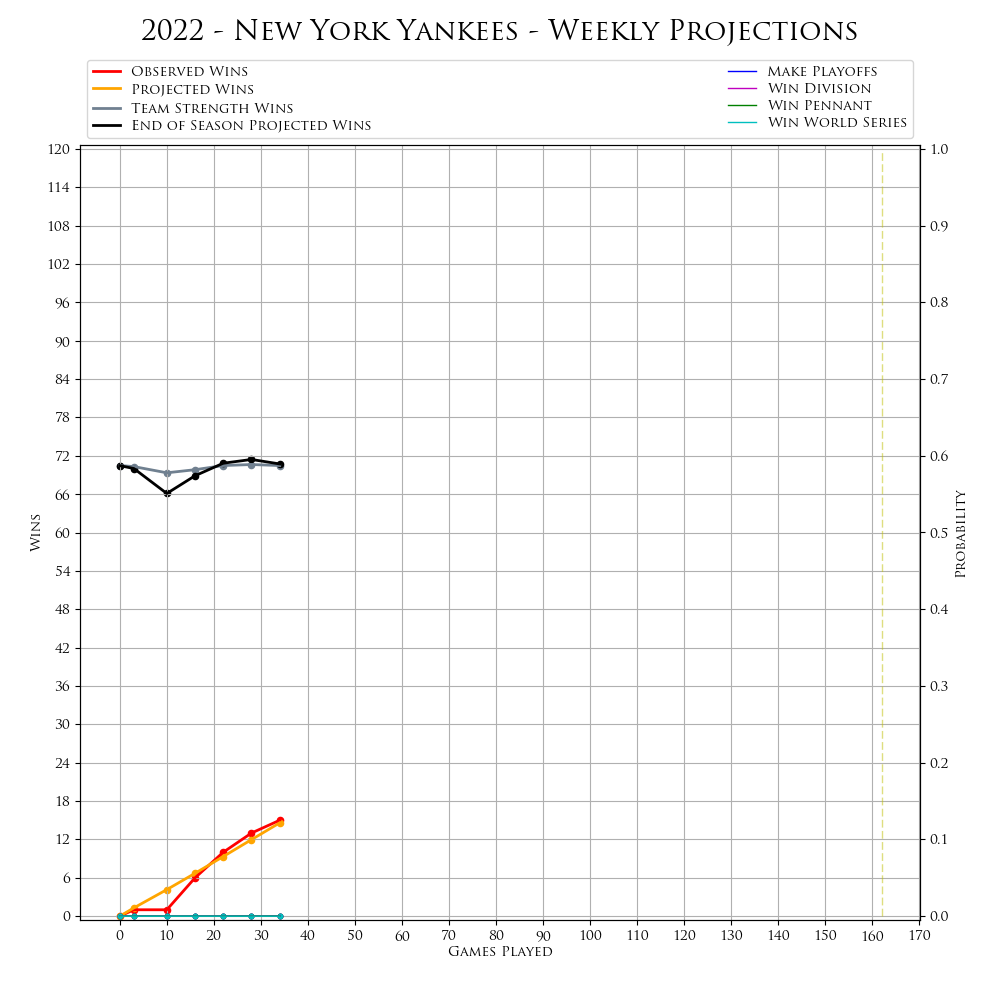 2022 - New York Yankees - Weekly Projections
Observed Wins
Projected Wins
Team Strength Wins
End of Season Projected Wins
Make Playoffs
Win Division
Win Pennant
Win World Series
120
114
108
102
96
90
84
78
72
66
60
54
48
42
36
30
24
18
12
6
0
Wins
1.0
0.9
0.8
0.7
0.6
0.5
0.4
0.3
0.2
0.1
0.0
Probability
0 10 20 30 40 50 60 70 80 90 100 110 120 130 140 150 160 170
Games Played